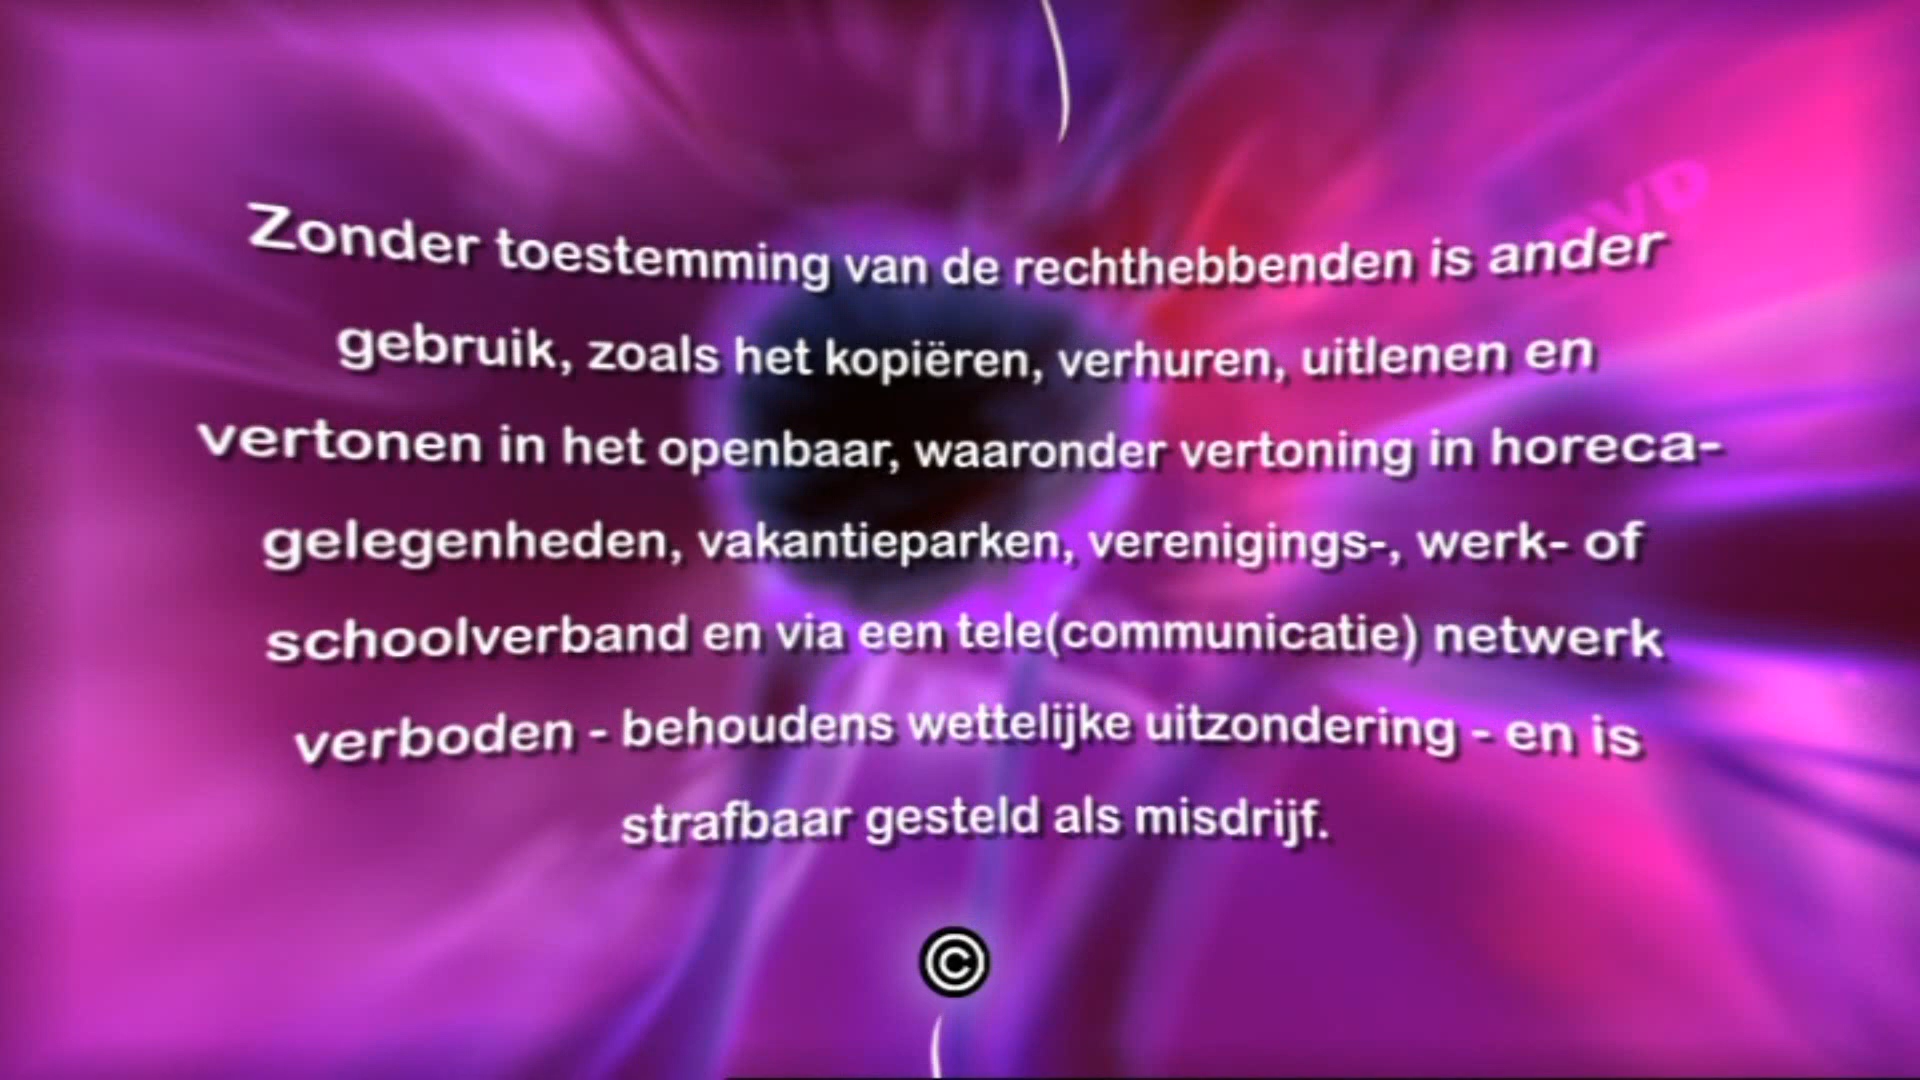 DVD
Zonder toestemming van de rechthebbenden is ander
gebruik, zoals het kopiëren, verhuren, uitlenen en
vertonen in het openbaar, waaronder vertoning in horeca-
gelegenheden, vakantieparken, verenigings-, werk- of
schoolverband en via een tele(communicatie) netwerk
verboden - behoudens wettelijke uitzondering - en is
strafbaar gesteld als misdrijf.
©